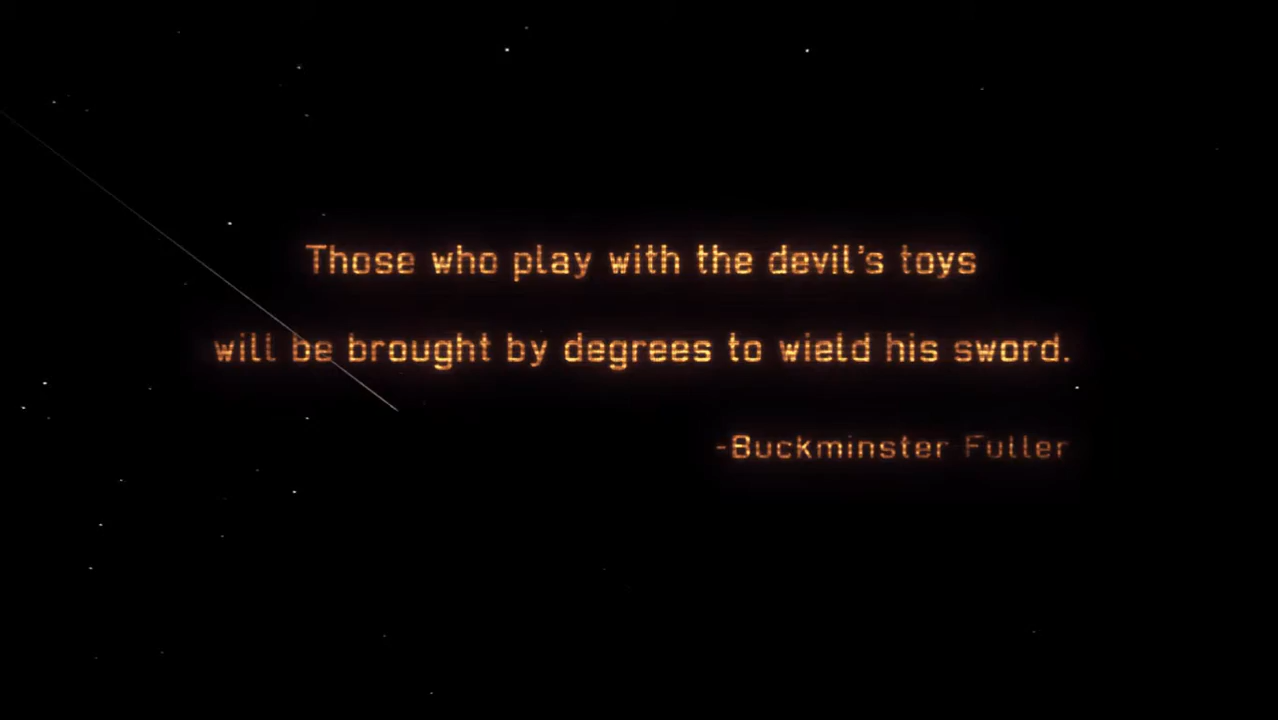 Those who play with the devil's toys
will be brought by degrees to wield his sword.
-Buckminster Fuller